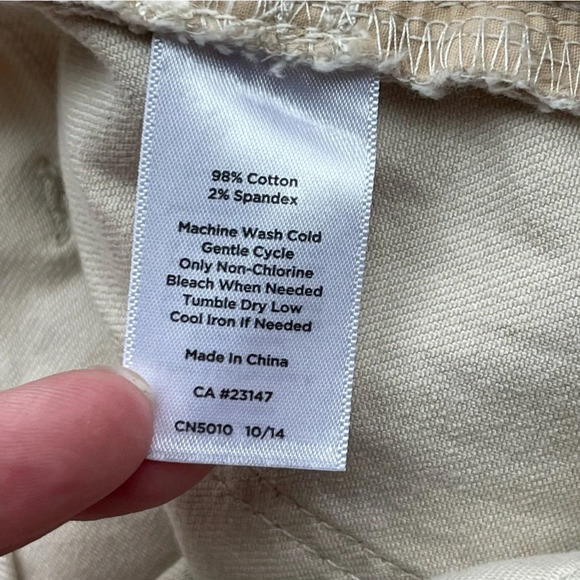 98% Cotton
2% Spandex
Machine Wash Cold
Gentle Cycle
Only Non-Chlorine
Bleach When Needed
Tumble Dry Low
Cool Iron If Needed
Made In China
CA #23147
CN5010 10/14